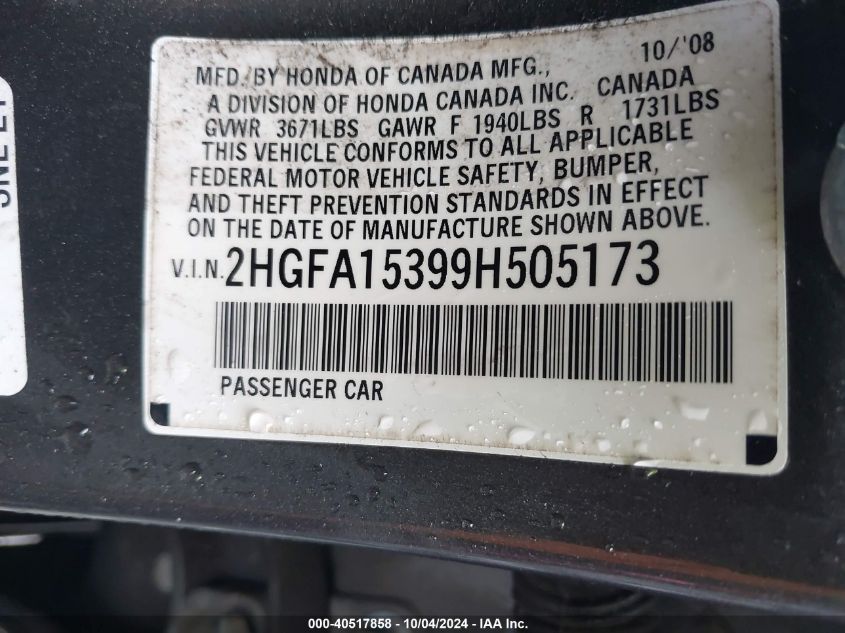 10/'08
MFD. BY HONDA OF CANADA MFG.,
A DIVISION OF HONDA CANADA INC. CANADA
GVWR 3671LBS GAWR F 1940LBS R 1731LBS
THIS VEHICLE CONFORMS TO ALL APPLICABLE
FEDERAL MOTOR VEHICLE SAFETY, BUMPER,
AND THEFT PREVENTION STANDARDS IN EFFECT
ON THE DATE OF MANUFACTURE SHOWN ABOVE.
V.I.N. 2HGFA15399H505173
PASSENGER CAR
000-40517858 - 10/04/2024 - IAA Inc.